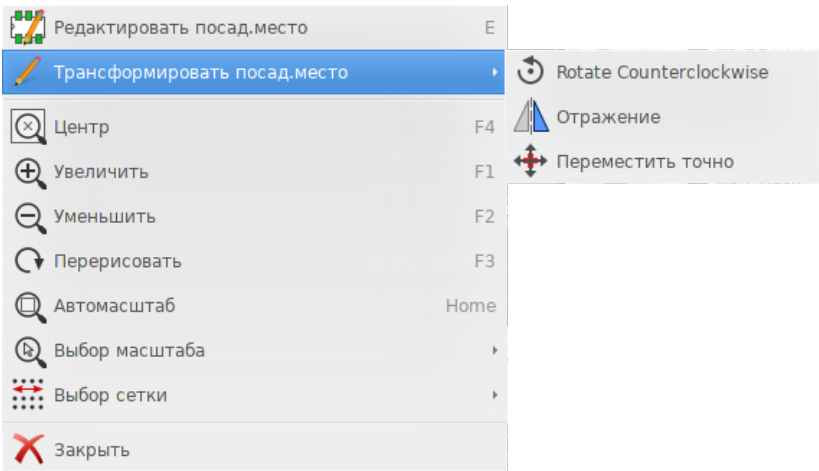 Редактировать посад.место E
Трансформировать посад.место
Rotate Counterclockwise
Отражение
Переместить точно
Центр F4
Увеличить F1
Уменьшить F2
Перерисовать F3
Автомасштаб Home
Выбор масштаба
Выбор сетки
Закрыть